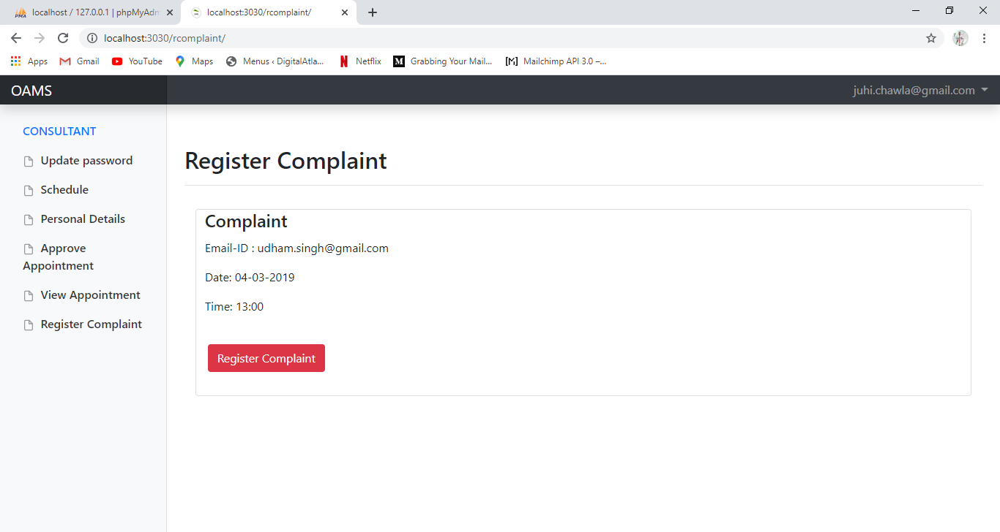 localhost / 127.0.0.1 | phpMyAdm
localhost:3030/rcomplaint/
localhost:3030/rcomplaint/
Apps Gmail YouTube Maps Menus ‹ DigitalAtla... Netflix Grabbing Your Mail... Mailchimp API 3.0 –...
OAMS
juhi.chawla@gmail.com
CONSULTANT
Update password
Schedule
Personal Details
Approve
Appointment
View Appointment
Register Complaint
Register Complaint
Complaint
Email-ID : udham.singh@gmail.com
Date: 04-03-2019
Time: 13:00
Register Complaint